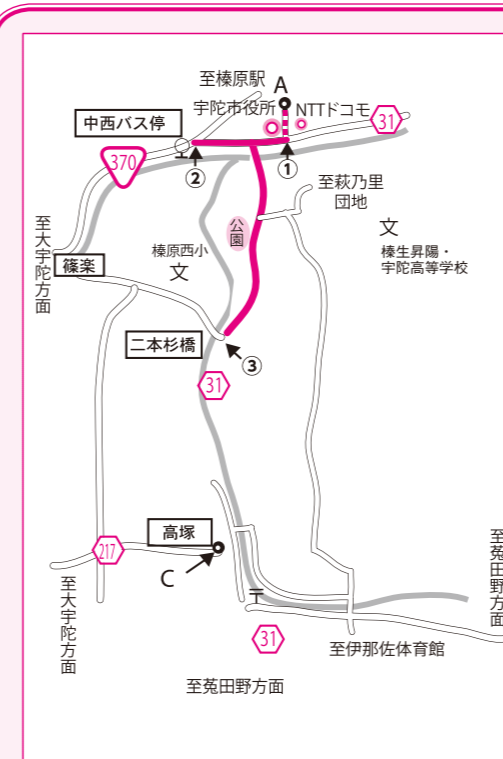 至榛原駅
A
宇陀市役所
NTTドコモ
31
中西バス停
370
②
①
至萩乃里
団地
公園
文
榛生昇陽・
宇陀高等学校
至大宇陀方面
榛原西小
文
篠楽
二本杉橋
③
31
高塚
217
C
至菟田野方面
至大宇陀方面
〒
31
至伊那佐体育館
至菟田野方面